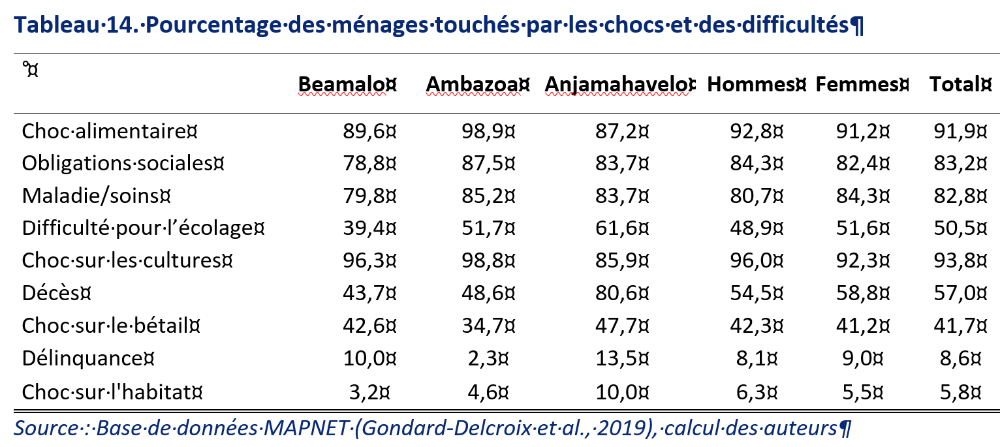 Tableau·14.·Pourcentage·des·ménages·touchés·par·les·chocs·et·des·difficultés¶
°¤
Beamalo¤ Ambazoa¤ Anjamahavelo¤ Hommes¤ Femmes¤ Total¤
Choc·alimentaire¤ 89,6¤ 98,9¤ 87,2¤ 92,8¤ 91,2¤ 91,9¤
Obligations·sociales¤ 78,8¤ 87,5¤ 83,7¤ 84,3¤ 82,4¤ 83,2¤
Maladie/soins¤ 79,8¤ 85,2¤ 83,7¤ 80,7¤ 84,3¤ 82,8¤
Difficulté·pour·l’écolage¤ 39,4¤ 51,7¤ 61,6¤ 48,9¤ 51,6¤ 50,5¤
Choc·sur·les·cultures¤ 96,3¤ 98,8¤ 85,9¤ 96,0¤ 92,3¤ 93,8¤
Décès¤ 43,7¤ 48,6¤ 80,6¤ 54,5¤ 58,8¤ 57,0¤
Choc·sur·le·bétail¤ 42,6¤ 34,7¤ 47,7¤ 42,3¤ 41,2¤ 41,7¤
Délinquance¤ 10,0¤ 2,3¤ 13,5¤ 8,1¤ 9,0¤ 8,6¤
Choc·sur·l'habitat¤ 3,2¤ 4,6¤ 10,0¤ 6,3¤ 5,5¤ 5,8¤
Source·:·Base·de·données·MAPNET·(Gondard-Delcroix·et·al.,·2019),·calcul·des·auteurs¶